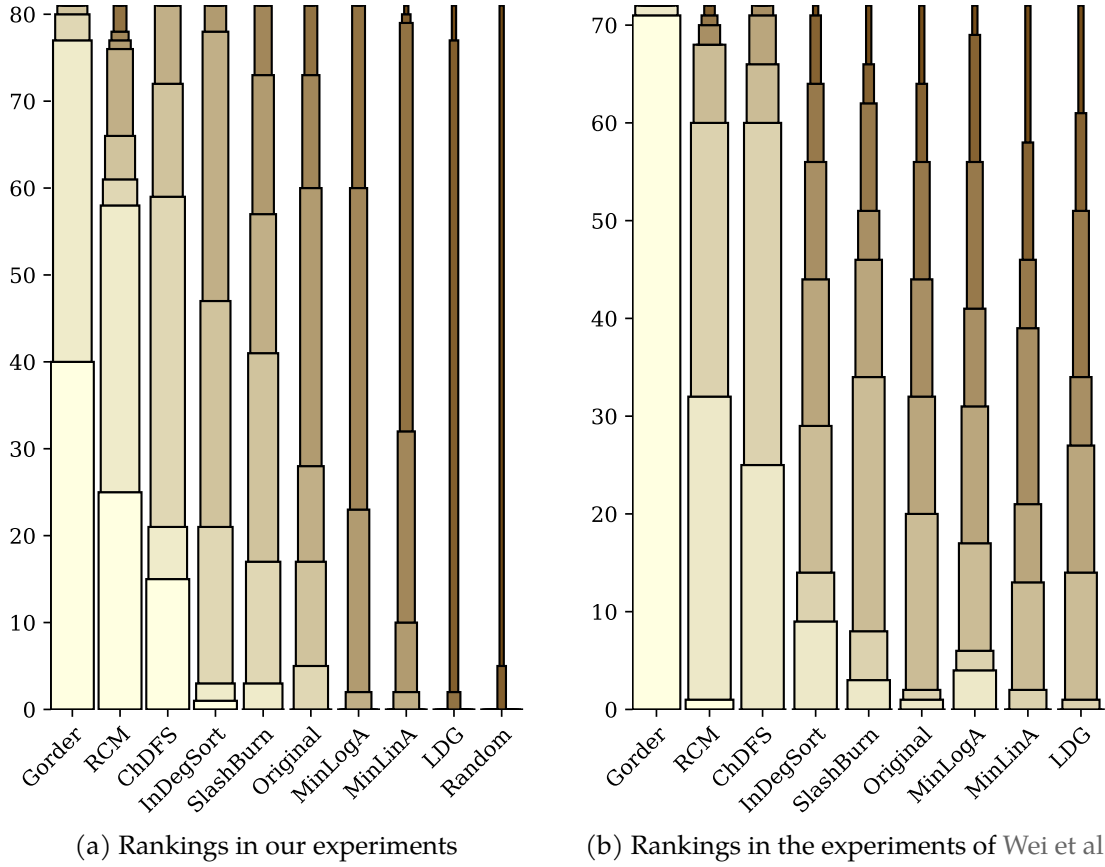 80
70
60
50
40
30
20
10
0
Gorder
RCM
ChDFS
InDegSort
SlashBurn
Original
MinLogA
MinLinA
LDG
Random
(a) Rankings in our experiments
70
60
50
40
30
20
10
0
Gorder
RCM
ChDFS
InDegSort
SlashBurn
Original
MinLogA
MinLinA
LDG
(b) Rankings in the experiments of Wei et al